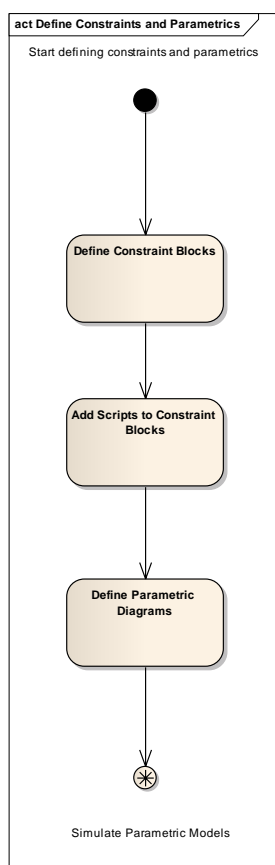 act Define Constraints and Parametrics
Start defining constraints and parametrics
Define Constraint Blocks
Add Scripts to Constraint
Blocks
Define Parametric
Diagrams
Simulate Parametric Models